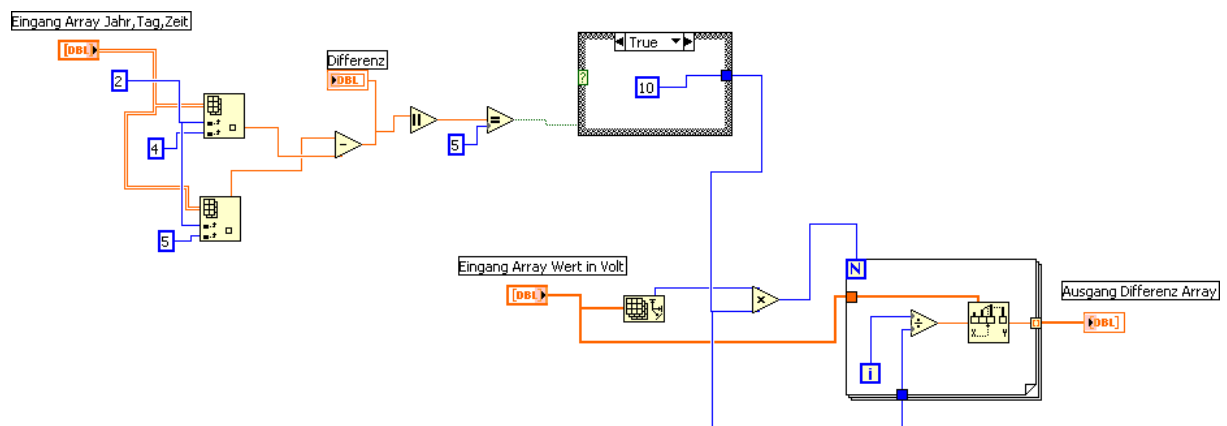 Eingang Array Jahr,Tag,Zeit
[DBL
2
4
5
Differenz
DBL
5
=
-
True
?
10
Eingang Array Wert in Volt
[DBL
x
N
÷
i
X
Y
Ausgang Differenz Array
DBL]